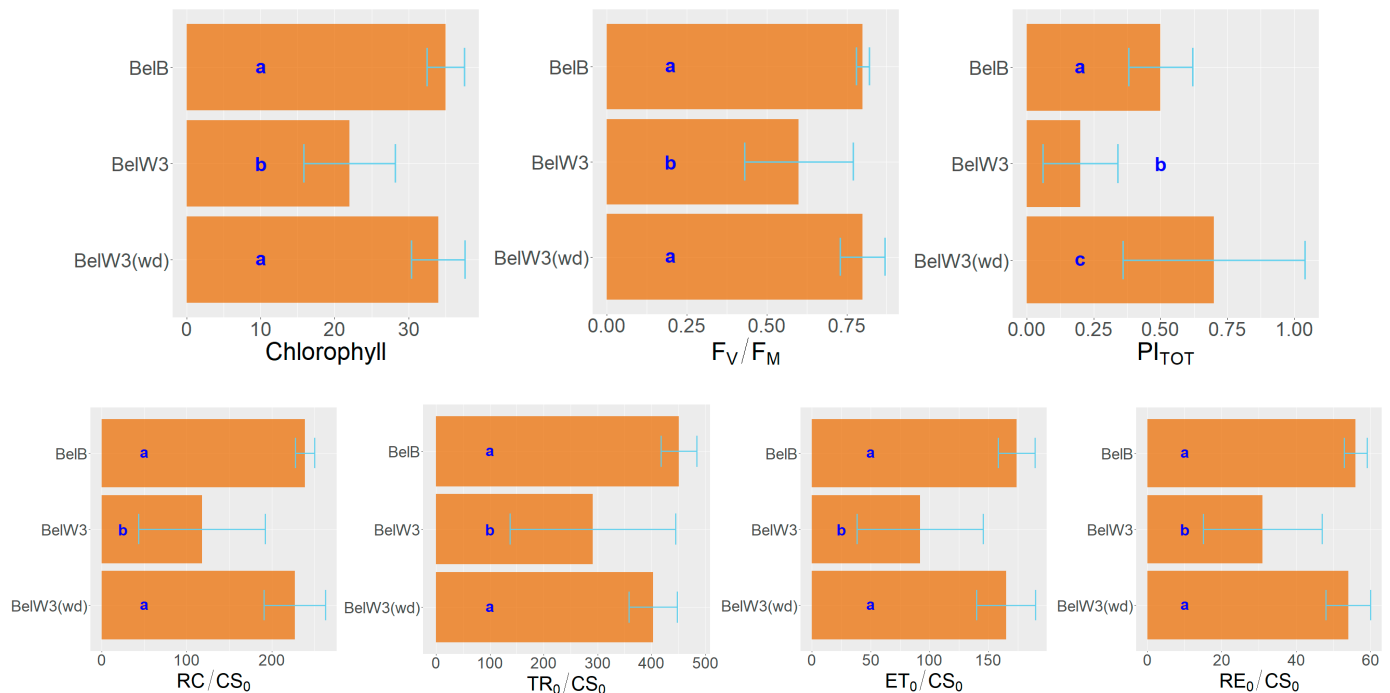 BelB
a
BelW3
b
BelW3(wd)
a
0 10 20 30
Chlorophyll
BelB
a
BelW3
b
BelW3(wd)
a
0.00 0.25 0.50 0.75
F_V/F_M
BelB
a
BelW3
b
BelW3(wd)
c
0.00 0.25 0.50 0.75 1.00
PI_TOT
BelB
a
BelW3
b
BelW3(wd)
a
0 100 200
RC/CS₀
BelB
a
BelW3
b
BelW3(wd)
a
0 100 200 300 400 500
TR₀/CS₀
BelB
a
BelW3
b
BelW3(wd)
a
0 50 100 150
ET₀/CS₀
BelB
a
BelW3
b
BelW3(wd)
a
0 20 40 60
RE₀/CS₀